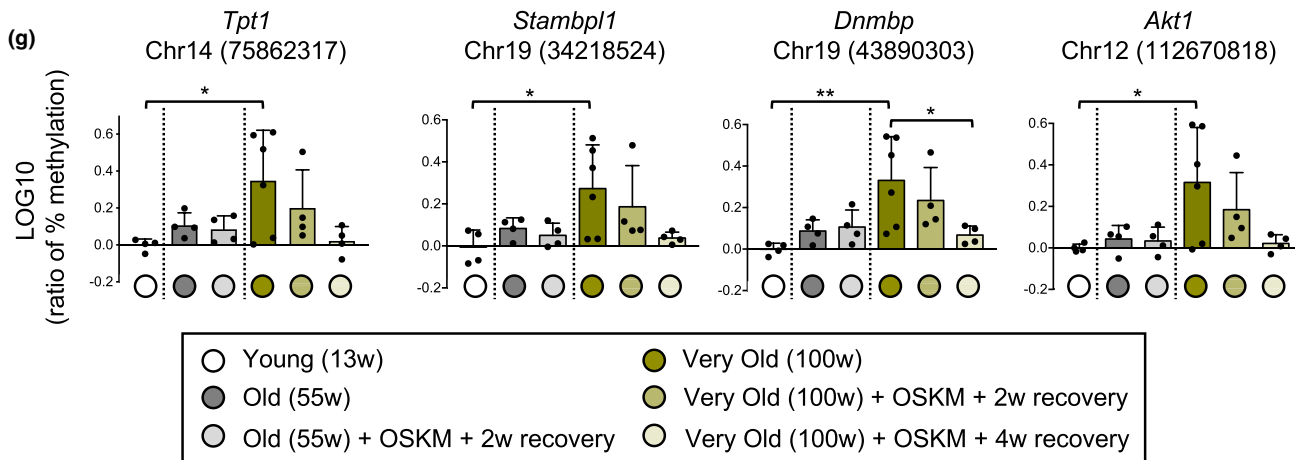 (g)
Tpt1
Chr14 (75862317)
Stambpl1
Chr19 (34218524)
Dnmbp
Chr19 (43890303)
Akt1
Chr12 (112670818)
LOG10
(ratio of % methylation)
*
0.6
0.4
0.2
0.0
-0.2
*
0.6
0.4
0.2
0.0
-0.2
**
*
0.6
0.4
0.2
0.0
-0.2
*
0.6
0.4
0.2
0.0
-0.2
Young (13w)
Old (55w)
Old (55w) + OSKM + 2w recovery
Very Old (100w)
Very Old (100w) + OSKM + 2w recovery
Very Old (100w) + OSKM + 4w recovery